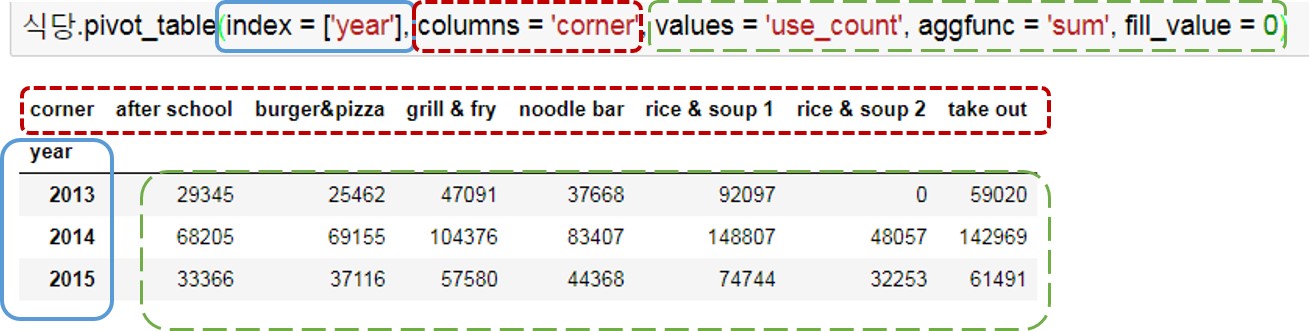 식당.pivot_table(index = ['year'], columns = 'corner', values = 'use_count', aggfunc = 'sum', fill_value = 0)
corner after school burger&pizza grill & fry noodle bar rice & soup 1 rice & soup 2 take out
year
2013 29345 25462 47091 37668 92097 0 59020
2014 68205 69155 104376 83407 148807 48057 142969
2015 33366 37116 57580 44368 74744 32253 61491